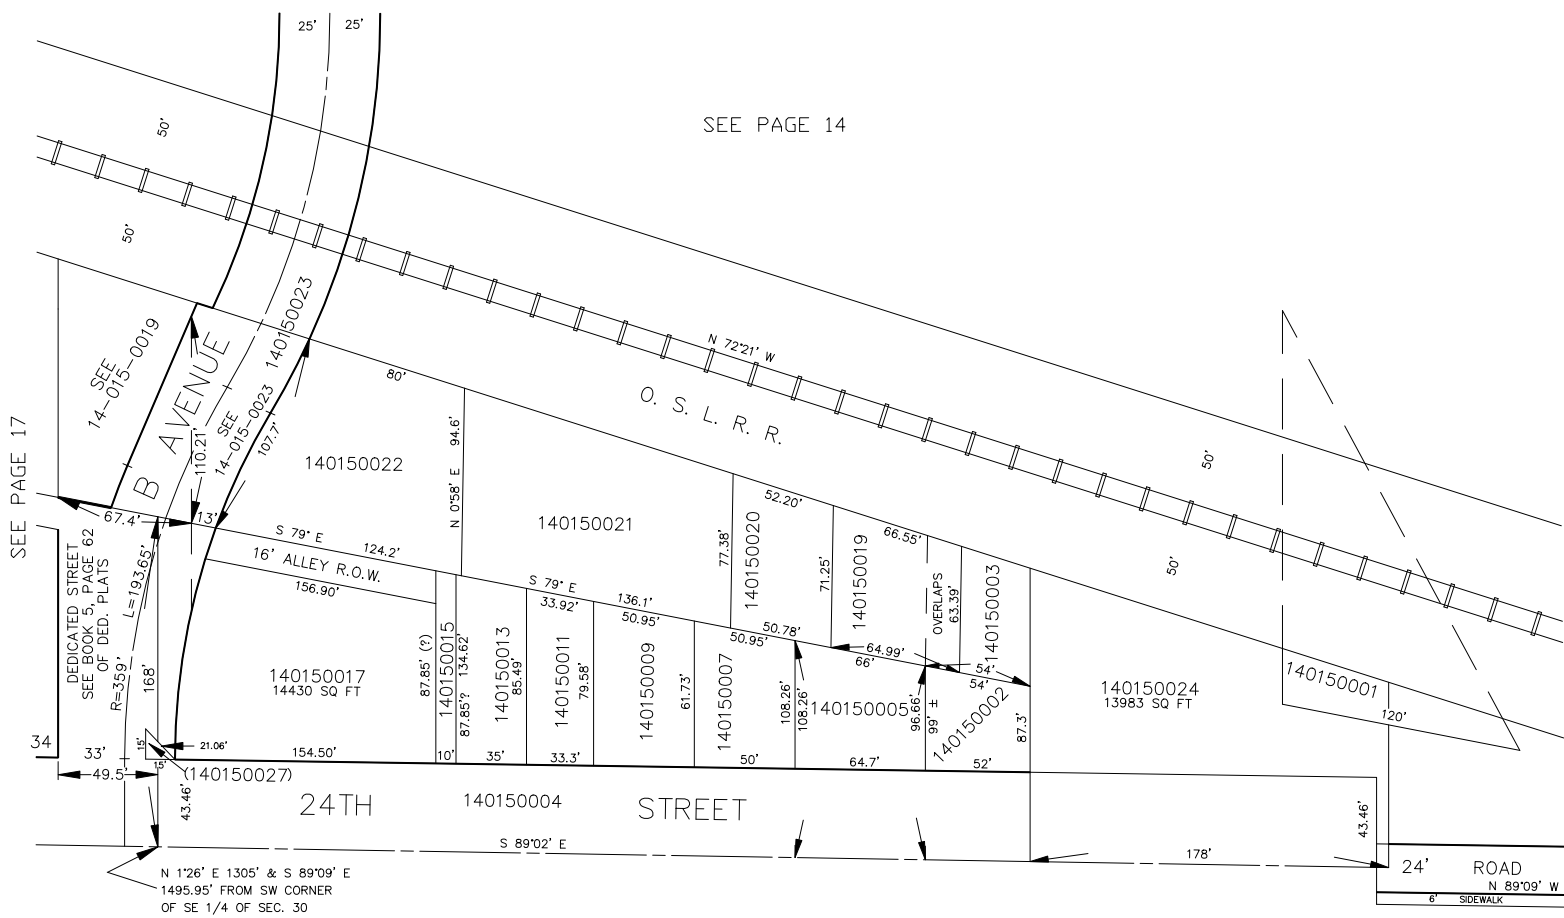 25'
25'
SEE PAGE 14
50'
50'
N 72°21' W
O. S. L. R. R.
50'
50'
SEE
14-015-0019
B AVENUE
140150023
SEE
14-015-0023
110.21'
107.7'
80'
N 0°58' E 94.6'
140150022
140150021
52.20'
66.55'
77.38'
140150020
71.25'
140150019
OVERLAPS
63.39'
140150003
SEE PAGE 17
67.4'
13'
S 79° E
124.2'
16' ALLEY R.O.W.
156.90'
S 79° E
136.1'
33.92'
50.95'
50.95'
50.78'
64.99'
66'
54'
54'
DEDICATED STREET
SEE BOOK 5, PAGE 62
OF DED. PLATS
L=193.65'
R=359'
168'
140150017
14430 SQ FT
87.85' (?)
140150015
87.85'? 134.62'
140150013
85.49'
140150011
79.58'
140150009
61.73'
140150007
108.26'
108.26'
140150005
96.66'
99' ±
140150002
87.3'
140150024
13983 SQ FT
140150001
120'
34
33'
15'
21.06'
15'
49.5'
(140150027)
154.50'
10'
35'
33.3'
50'
64.7'
52'
43.46'
24TH
140150004
STREET
43.46'
S 89°02' E
178'
24'
ROAD
N 89°09' W
6' SIDEWALK
N 1°26' E 1305' & S 89°09' E
1495.95' FROM SW CORNER
OF SE 1/4 OF SEC. 30